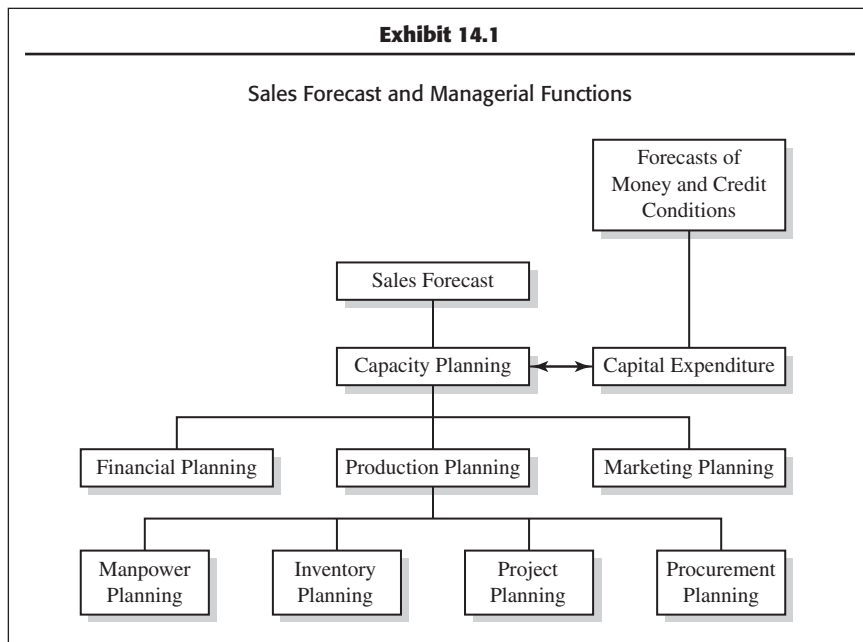 Exhibit 14.1
Sales Forecast and Managerial Functions
Forecasts of
Money and Credit
Conditions
Sales Forecast
Capacity Planning
Capital Expenditure
Financial Planning
Production Planning
Marketing Planning
Manpower
Planning
Inventory
Planning
Project
Planning
Procurement
Planning